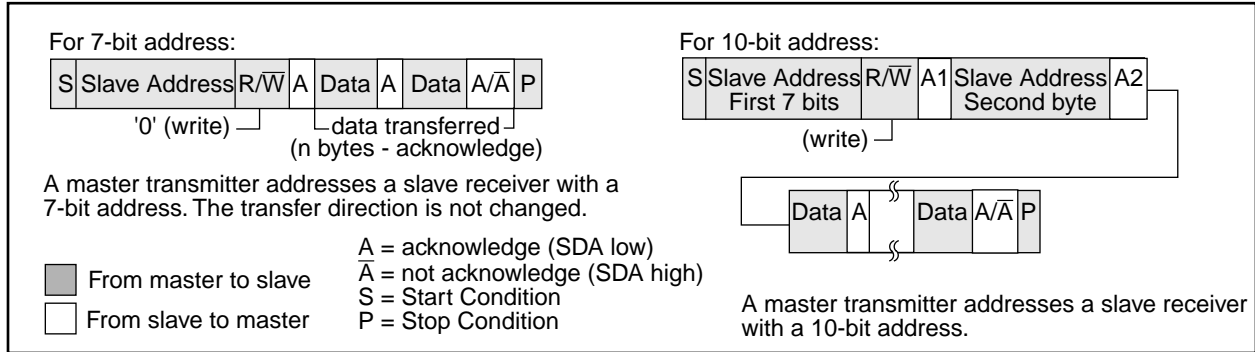 For 7-bit address:
S Slave Address R/W̅ A Data A Data A/A̅ P
'0' (write)
data transferred
(n bytes - acknowledge)
A master transmitter addresses a slave receiver with a
7-bit address. The transfer direction is not changed.
From master to slave
From slave to master
A = acknowledge (SDA low)
A̅ = not acknowledge (SDA high)
S = Start Condition
P = Stop Condition
For 10-bit address:
S Slave Address R/W̅ A1 Slave Address A2
First 7 bits Second byte
(write)
Data A Data A/A̅ P
A master transmitter addresses a slave receiver
with a 10-bit address.